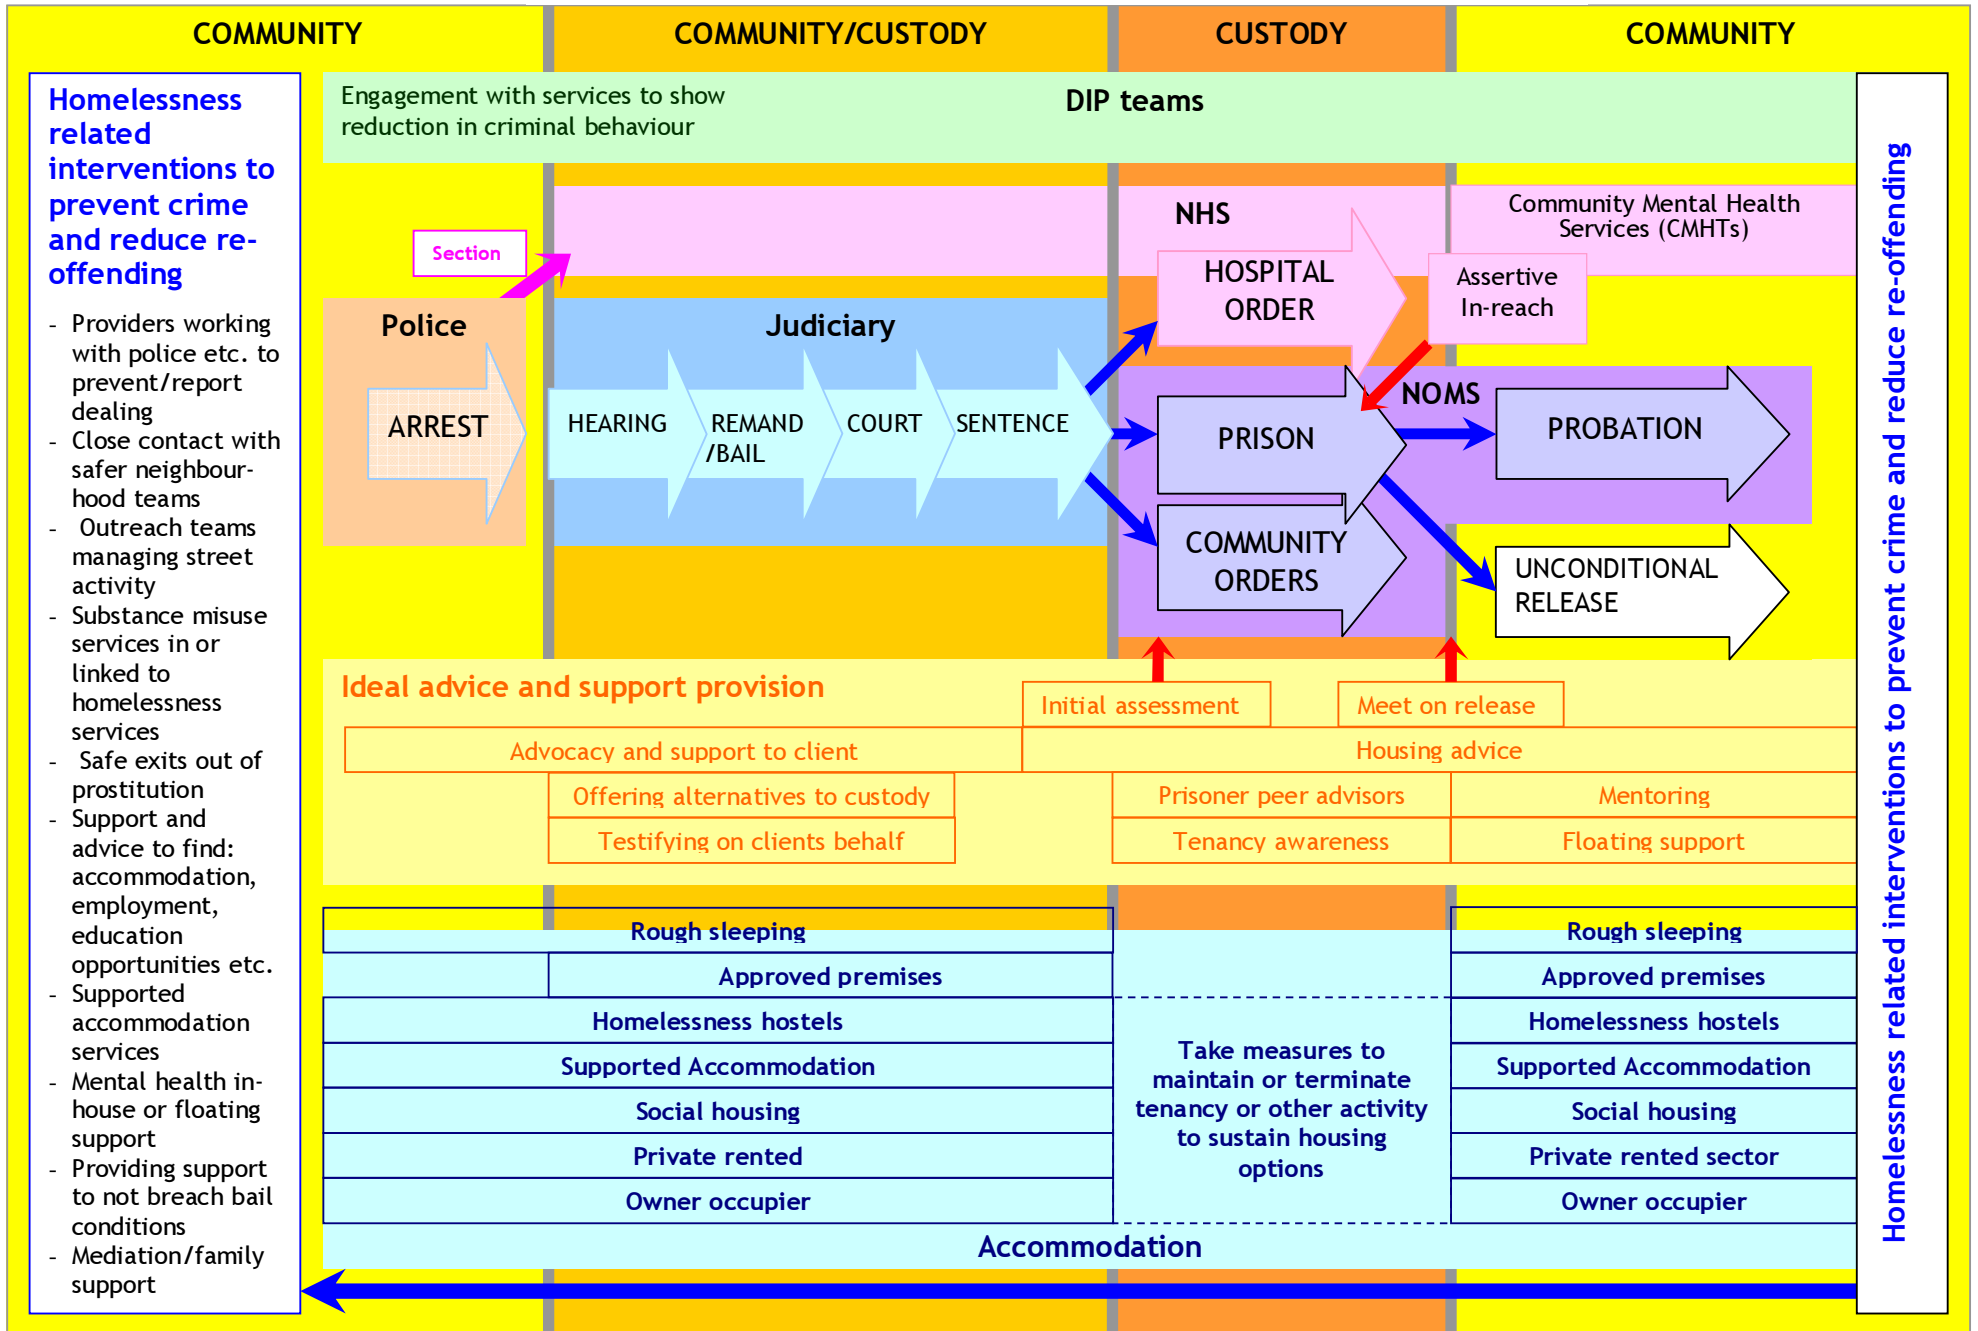 COMMUNITY
COMMUNITY/CUSTODY
CUSTODY
COMMUNITY
Homelessness
related
interventions to
prevent crime
and reduce re-
offending
- Providers working
with police etc. to
prevent/report
dealing
- Close contact with
safer neighbour-
hood teams
- Outreach teams
managing street
activity
- Substance misuse
services in or
linked to
homelessness
services
- Safe exits out of
prostitution
- Support and
advice to find:
accommodation,
employment,
education
opportunities etc.
- Supported
accommodation
services
- Mental health in-
house or floating
support
- Providing support
to not breach bail
conditions
- Mediation/family
support
Engagement with services to show
reduction in criminal behaviour
DIP teams
Section
NHS
Community Mental Health
Services (CMHTs)
HOSPITAL
ORDER
Assertive
In-reach
Police
Judiciary
NOMS
ARREST
HEARING
REMAND
/BAIL
COURT
SENTENCE
PRISON
PROBATION
COMMUNITY
ORDERS
UNCONDITIONAL
RELEASE
Ideal advice and support provision
Initial assessment
Meet on release
Advocacy and support to client
Housing advice
Offering alternatives to custody
Prisoner peer advisors
Mentoring
Testifying on clients behalf
Tenancy awareness
Floating support
Rough sleeping
Rough sleeping
Approved premises
Approved premises
Homelessness hostels
Homelessness hostels
Supported Accommodation
Supported Accommodation
Social housing
Social housing
Private rented
Private rented sector
Owner occupier
Owner occupier
Take measures to
maintain or terminate
tenancy or other activity
to sustain housing
options
Accommodation
Homelessness related interventions to prevent crime and reduce re-offending